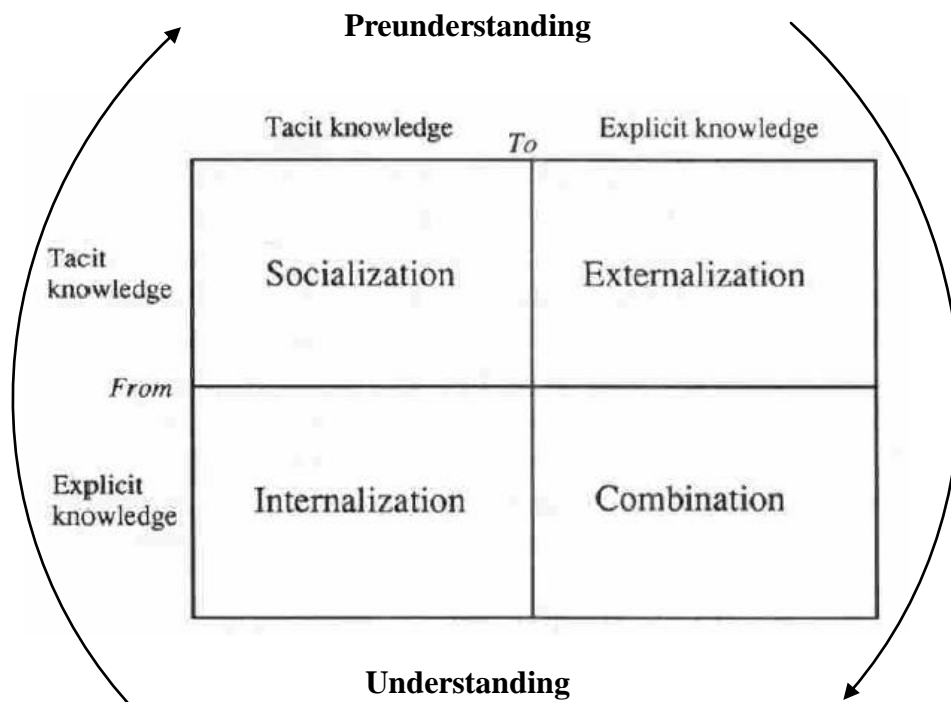 Preunderstanding
Tacit knowledge
To
Explicit knowledge
Tacit
knowledge
Socialization
Externalization
From
Explicit
knowledge
Internalization
Combination
Understanding